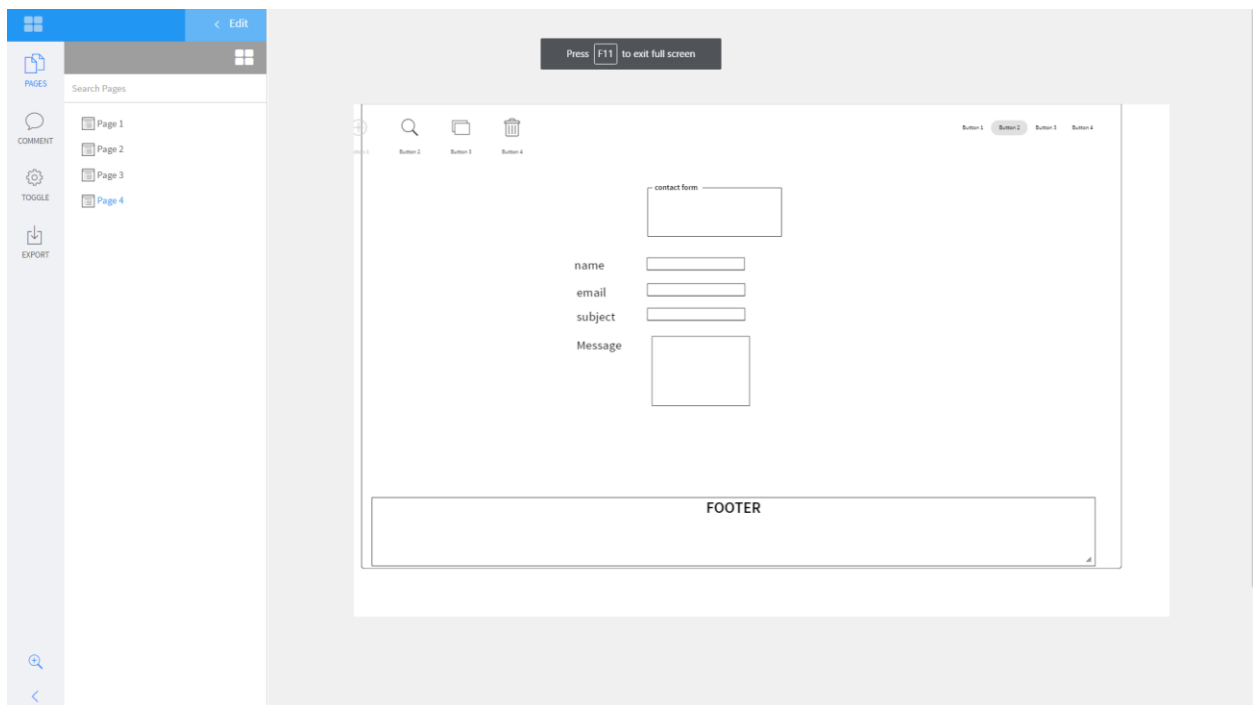 < Edit
Press F11 to exit full screen
PAGES
Search Pages
Page 1
Page 2
Page 3
Page 4
COMMENT
TOGGLE
EXPORT
Button 2
Button 3
Button 4
Button 1
Button 2
Button 3
Button 4
contact form
name
email
subject
Message
FOOTER